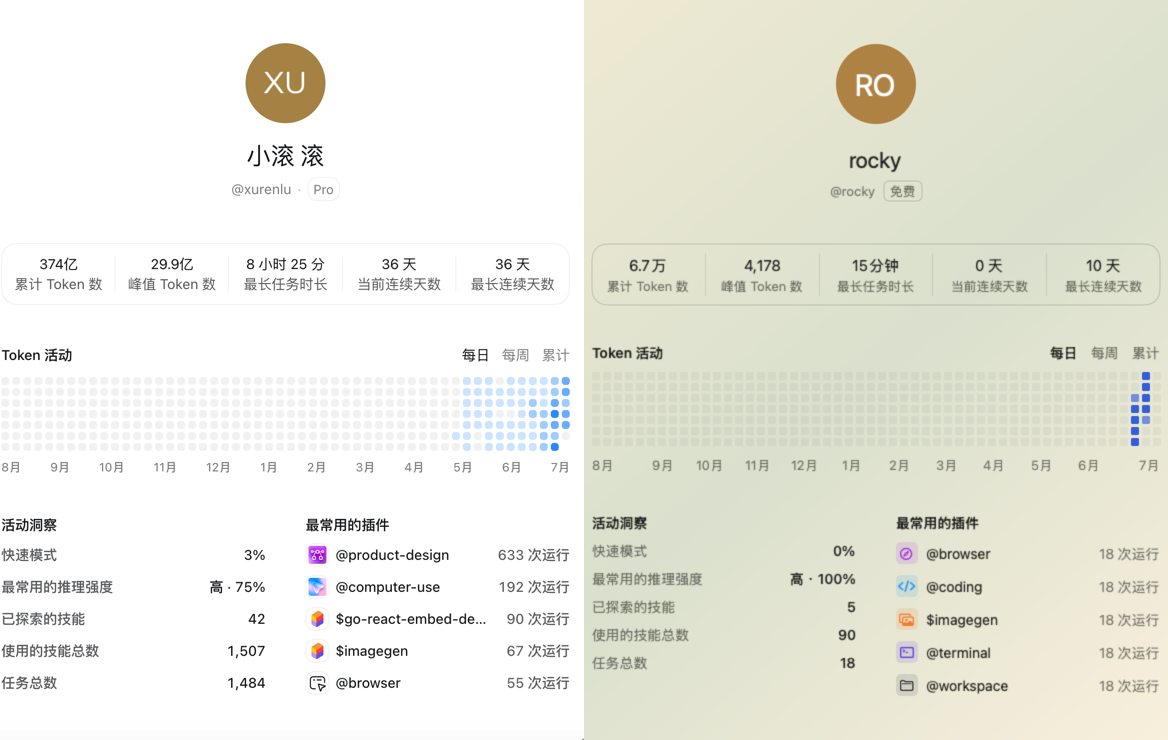 XU
小滚 滚
@xurenlu · Pro
374亿 29.9亿 8 小时 25 分 36 天 36 天
累计 Token 数 峰值 Token 数 最长任务时长 当前连续天数 最长连续天数
Token 活动 每日 每周 累计
8月 9月 10月 11月 12月 1月 2月 3月 4月 5月 6月 7月
活动洞察
快速模式 3%
最常用的推理强度 高 · 75%
已探索的技能 42
使用的技能总数 1,507
任务总数 1,484
最常用的插件
@product-design 633 次运行
@computer-use 192 次运行
$go-react-embed-de... 90 次运行
$imagegen 67 次运行
@browser 55 次运行
RO
rocky
@rocky 免费
6.7万 4,178 15分钟 0 天 10 天
累计 Token 数 峰值 Token 数 最长任务时长 当前连续天数 最长连续天数
Token 活动 每日 每周 累计
8月 9月 10月 11月 12月 1月 2月 3月 4月 5月 6月 7月
活动洞察
快速模式 0%
最常用的推理强度 高 · 100%
已探索的技能 5
使用的技能总数 90
任务总数 18
最常用的插件
@browser 18 次运行
@coding 18 次运行
$imagegen 18 次运行
@terminal 18 次运行
@workspace 18 次运行